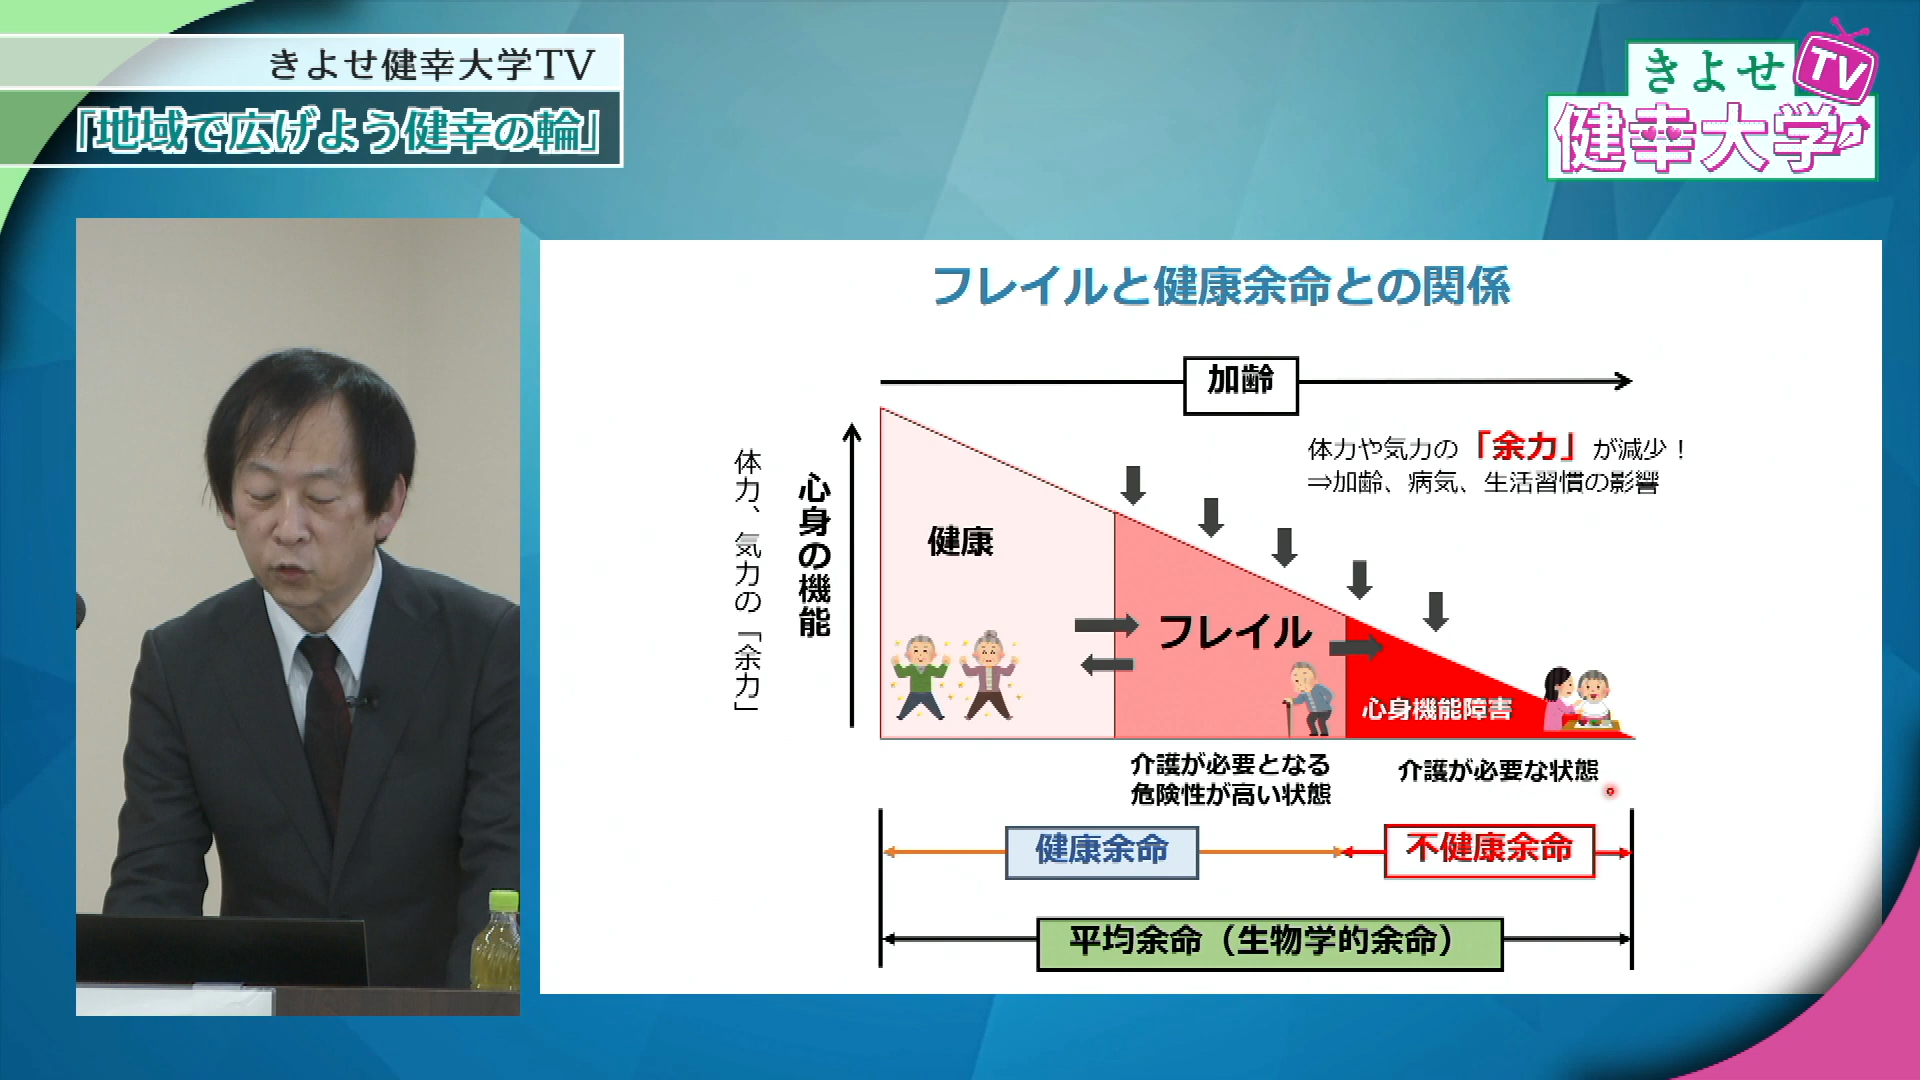 きよせ健幸大学TV
「地域で広げよう健幸の輪」
きよせ
TV
健幸大学
フレイルと健康余命との関係
加齢
体力や気力の「余力」が減少！
⇒加齢、病気、生活習慣の影響
体力、気力の「余力」
心身の機能
健康
フレイル
心身機能障害
介護が必要となる
危険性が高い状態
介護が必要な状態
健康余命
不健康余命
平均余命（生物学的余命）